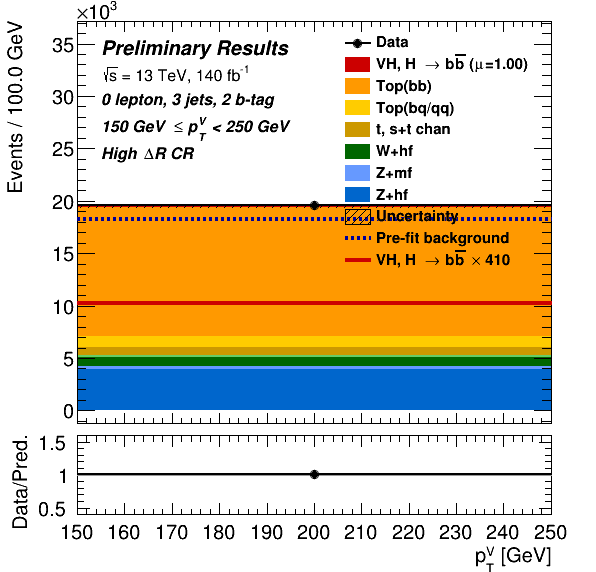 ×10³
Events / 100.0 GeV
35
30
25
20
15
10
5
0
Preliminary Results
√s = 13 TeV, 140 fb⁻¹
0 lepton, 3 jets, 2 b-tag
150 GeV ≤ p_T^V < 250 GeV
High ΔR CR
Data
VH, H → bb̅ (μ=1.00)
Top(bb)
Top(bq/qq)
t, s+t chan
W+hf
Z+mf
Z+hf
Uncertainty
Pre-fit background
VH, H → bb̅ × 410
Data/Pred.
1.5
1
0.5
150 160 170 180 190 200 210 220 230 240 250
p_T^V [GeV]